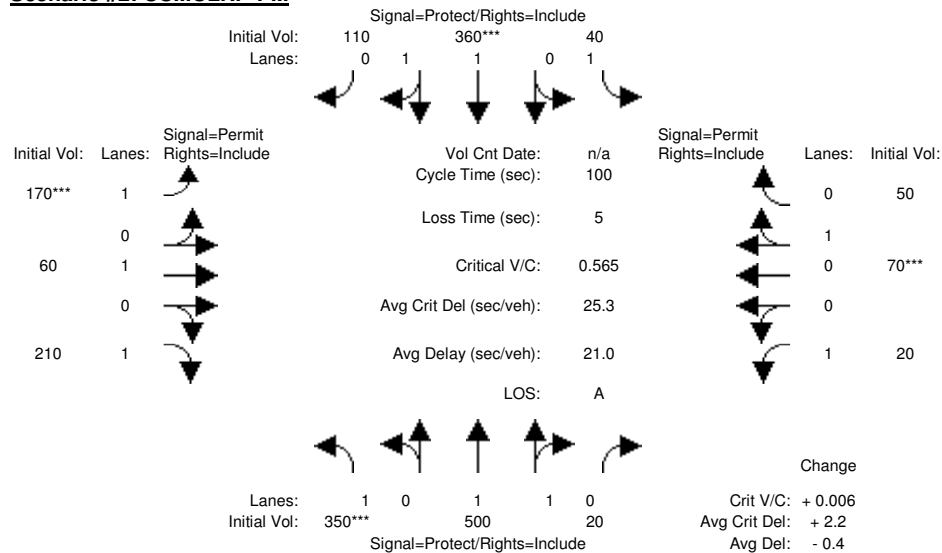 Signal=Protect/Rights=Include
Initial Vol: 110 360*** 40
Lanes: 0 1 1 0 1
Signal=Permit Signal=Permit
Initial Vol: Lanes: Rights=Include Vol Cnt Date: n/a Rights=Include Lanes: Initial Vol:
Cycle Time (sec): 100
170*** 1 0 50
Loss Time (sec): 5
0 1
60 1 Critical V/C: 0.565 0 70***
0 Avg Crit Del (sec/veh): 25.3 0
210 1 Avg Delay (sec/veh): 21.0 1 20
LOS: A
Change
Lanes: 1 0 1 1 0 Crit V/C: + 0.006
Initial Vol: 350*** 500 20 Avg Crit Del: + 2.2
Signal=Protect/Rights=Include Avg Del: - 0.4